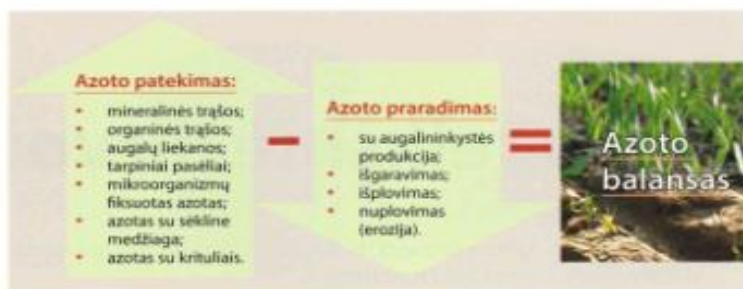 Azoto patekimas:
• mineralinės trąšos;
• organinės trąšos;
• augalų liekanos;
• tarpiniai pasėliai;
• mikroorganizmų
fiksuotas azotas;
• azotas su sėkline
medžiaga;
• azotas su krituliais.
–
Azoto praradimas:
• su augalininkystės
produkcija;
• išgaravimas;
• išplovimas;
• nuplovimas
(erozija).
=
Azoto
balansas